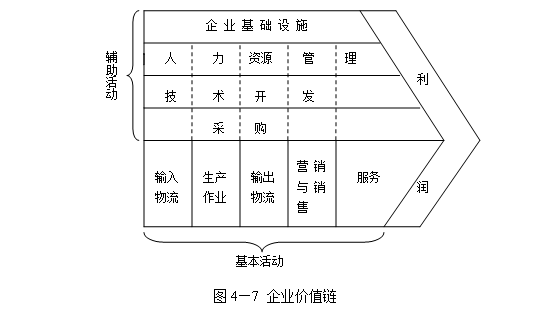 企业基础设施
辅助活动
人力资源管理
利
技术开发
采购
输入物流
生产作业
输出物流
营销与销售
服务
润
基本活动
图4—7 企业价值链